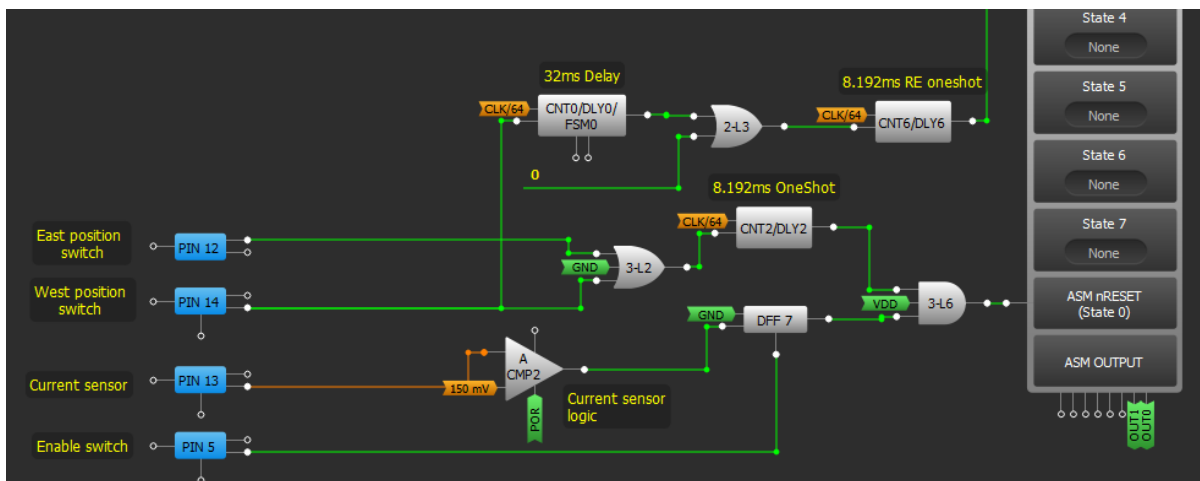 State 4
None
32ms Delay
8.192ms RE oneshot
State 5
CLK/64
CNT0/DLY0/
FSM0
CLK/64
None
2-L3
CNT6/DLY6
0
State 6
None
8.192ms OneShot
CLK/64
CNT2/DLY2
State 7
None
East position
switch
PIN 12
GND
3-L2
West position
switch
PIN 14
VDD
3-L6
ASM nRESET
(State 0)
GND
DFF 7
A
CMP2
ASM OUTPUT
Current sensor
PIN 13
150 mV
Current sensor
logic
POR
OUT1
OUT0
Enable switch
PIN 5